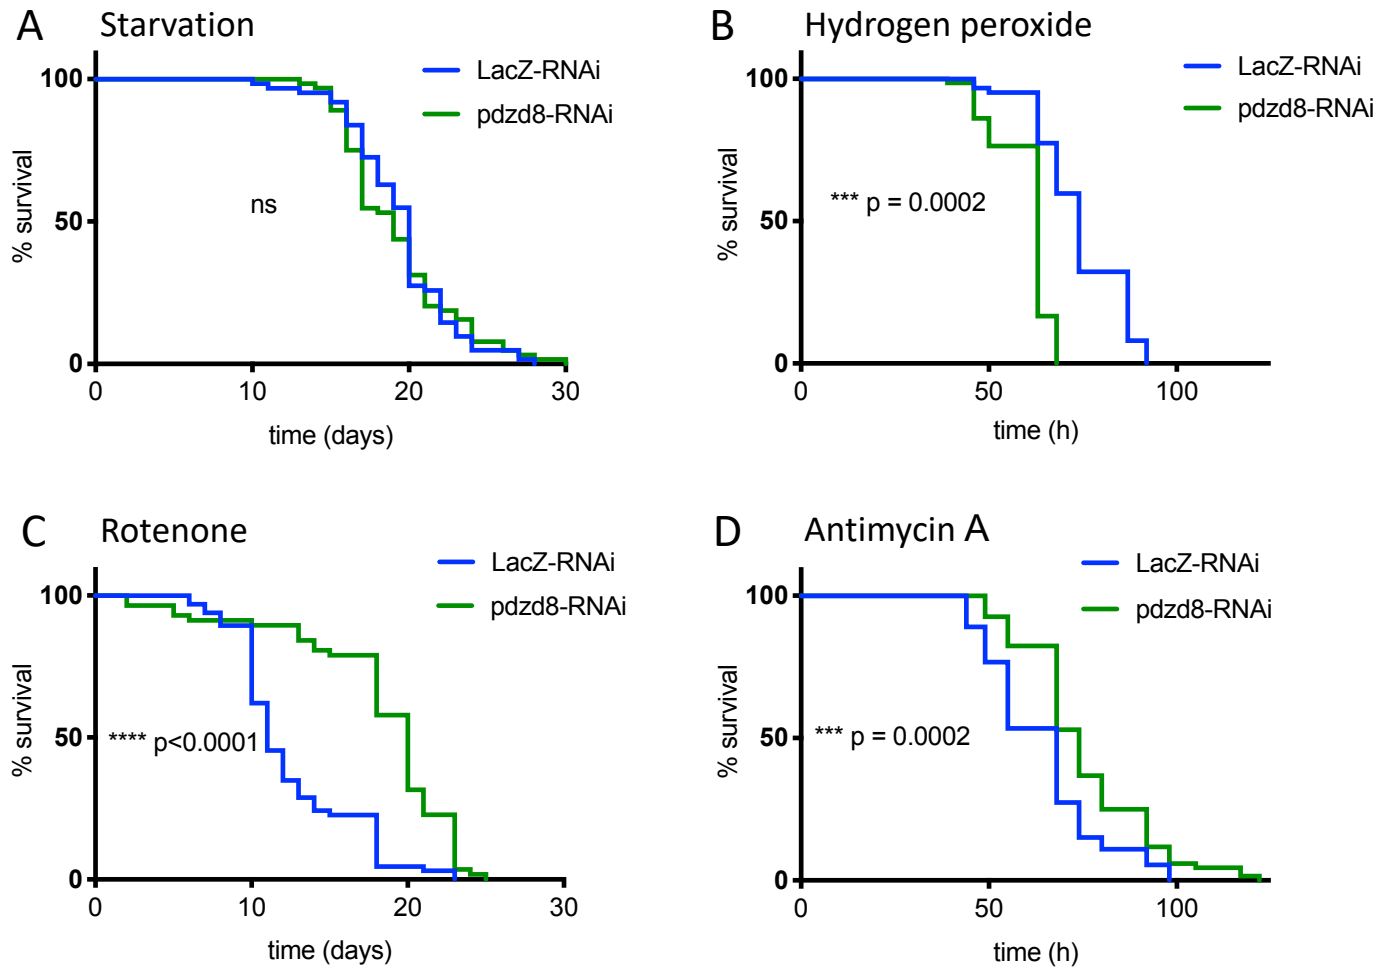 A Starvation
LacZ-RNAi
pdzd8-RNAi
100
50
0
% survival
ns
0 10 20 30
time (days)
B Hydrogen peroxide
LacZ-RNAi
pdzd8-RNAi
100
50
0
% survival
*** p = 0.0002
0 50 100
time (h)
C Rotenone
LacZ-RNAi
pdzd8-RNAi
100
50
0
% survival
**** p<0.0001
0 10 20 30
time (days)
D Antimycin A
LacZ-RNAi
pdzd8-RNAi
100
50
0
% survival
*** p = 0.0002
0 50 100
time (h)